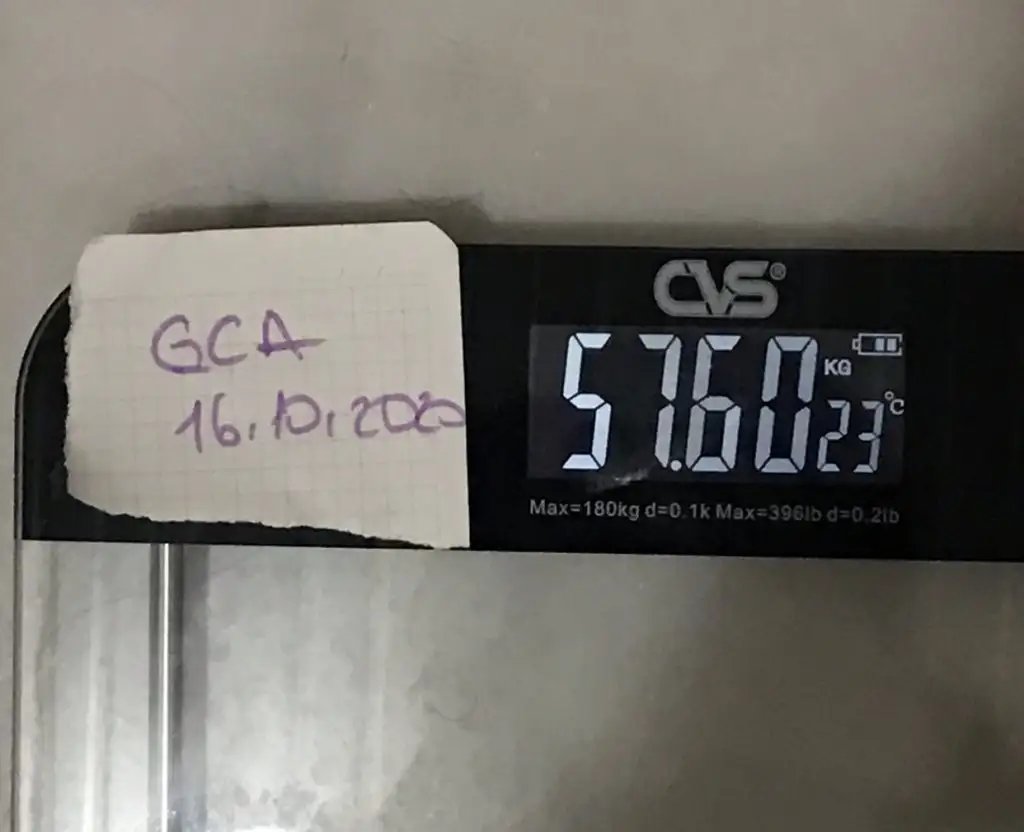 GCA
16.10.2020
CVS®
57.60 KG
23 °C
Max=180kg d=0.1k Max=396lb d=0.2lb